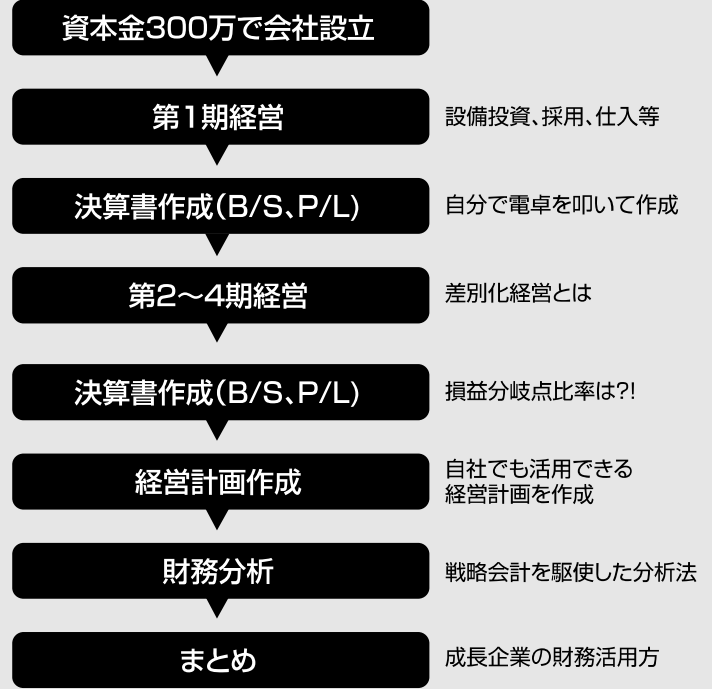 資本金300万で会社設立
第1期経営
設備投資、採用、仕入等
決算書作成(B/S、P/L)
自分で電卓を叩いて作成
第2～4期経営
差別化経営とは
決算書作成(B/S、P/L)
損益分岐点比率は?!
経営計画作成
自社でも活用できる
経営計画を作成
財務分析
戦略会計を駆使した分析法
まとめ
成長企業の財務活用方